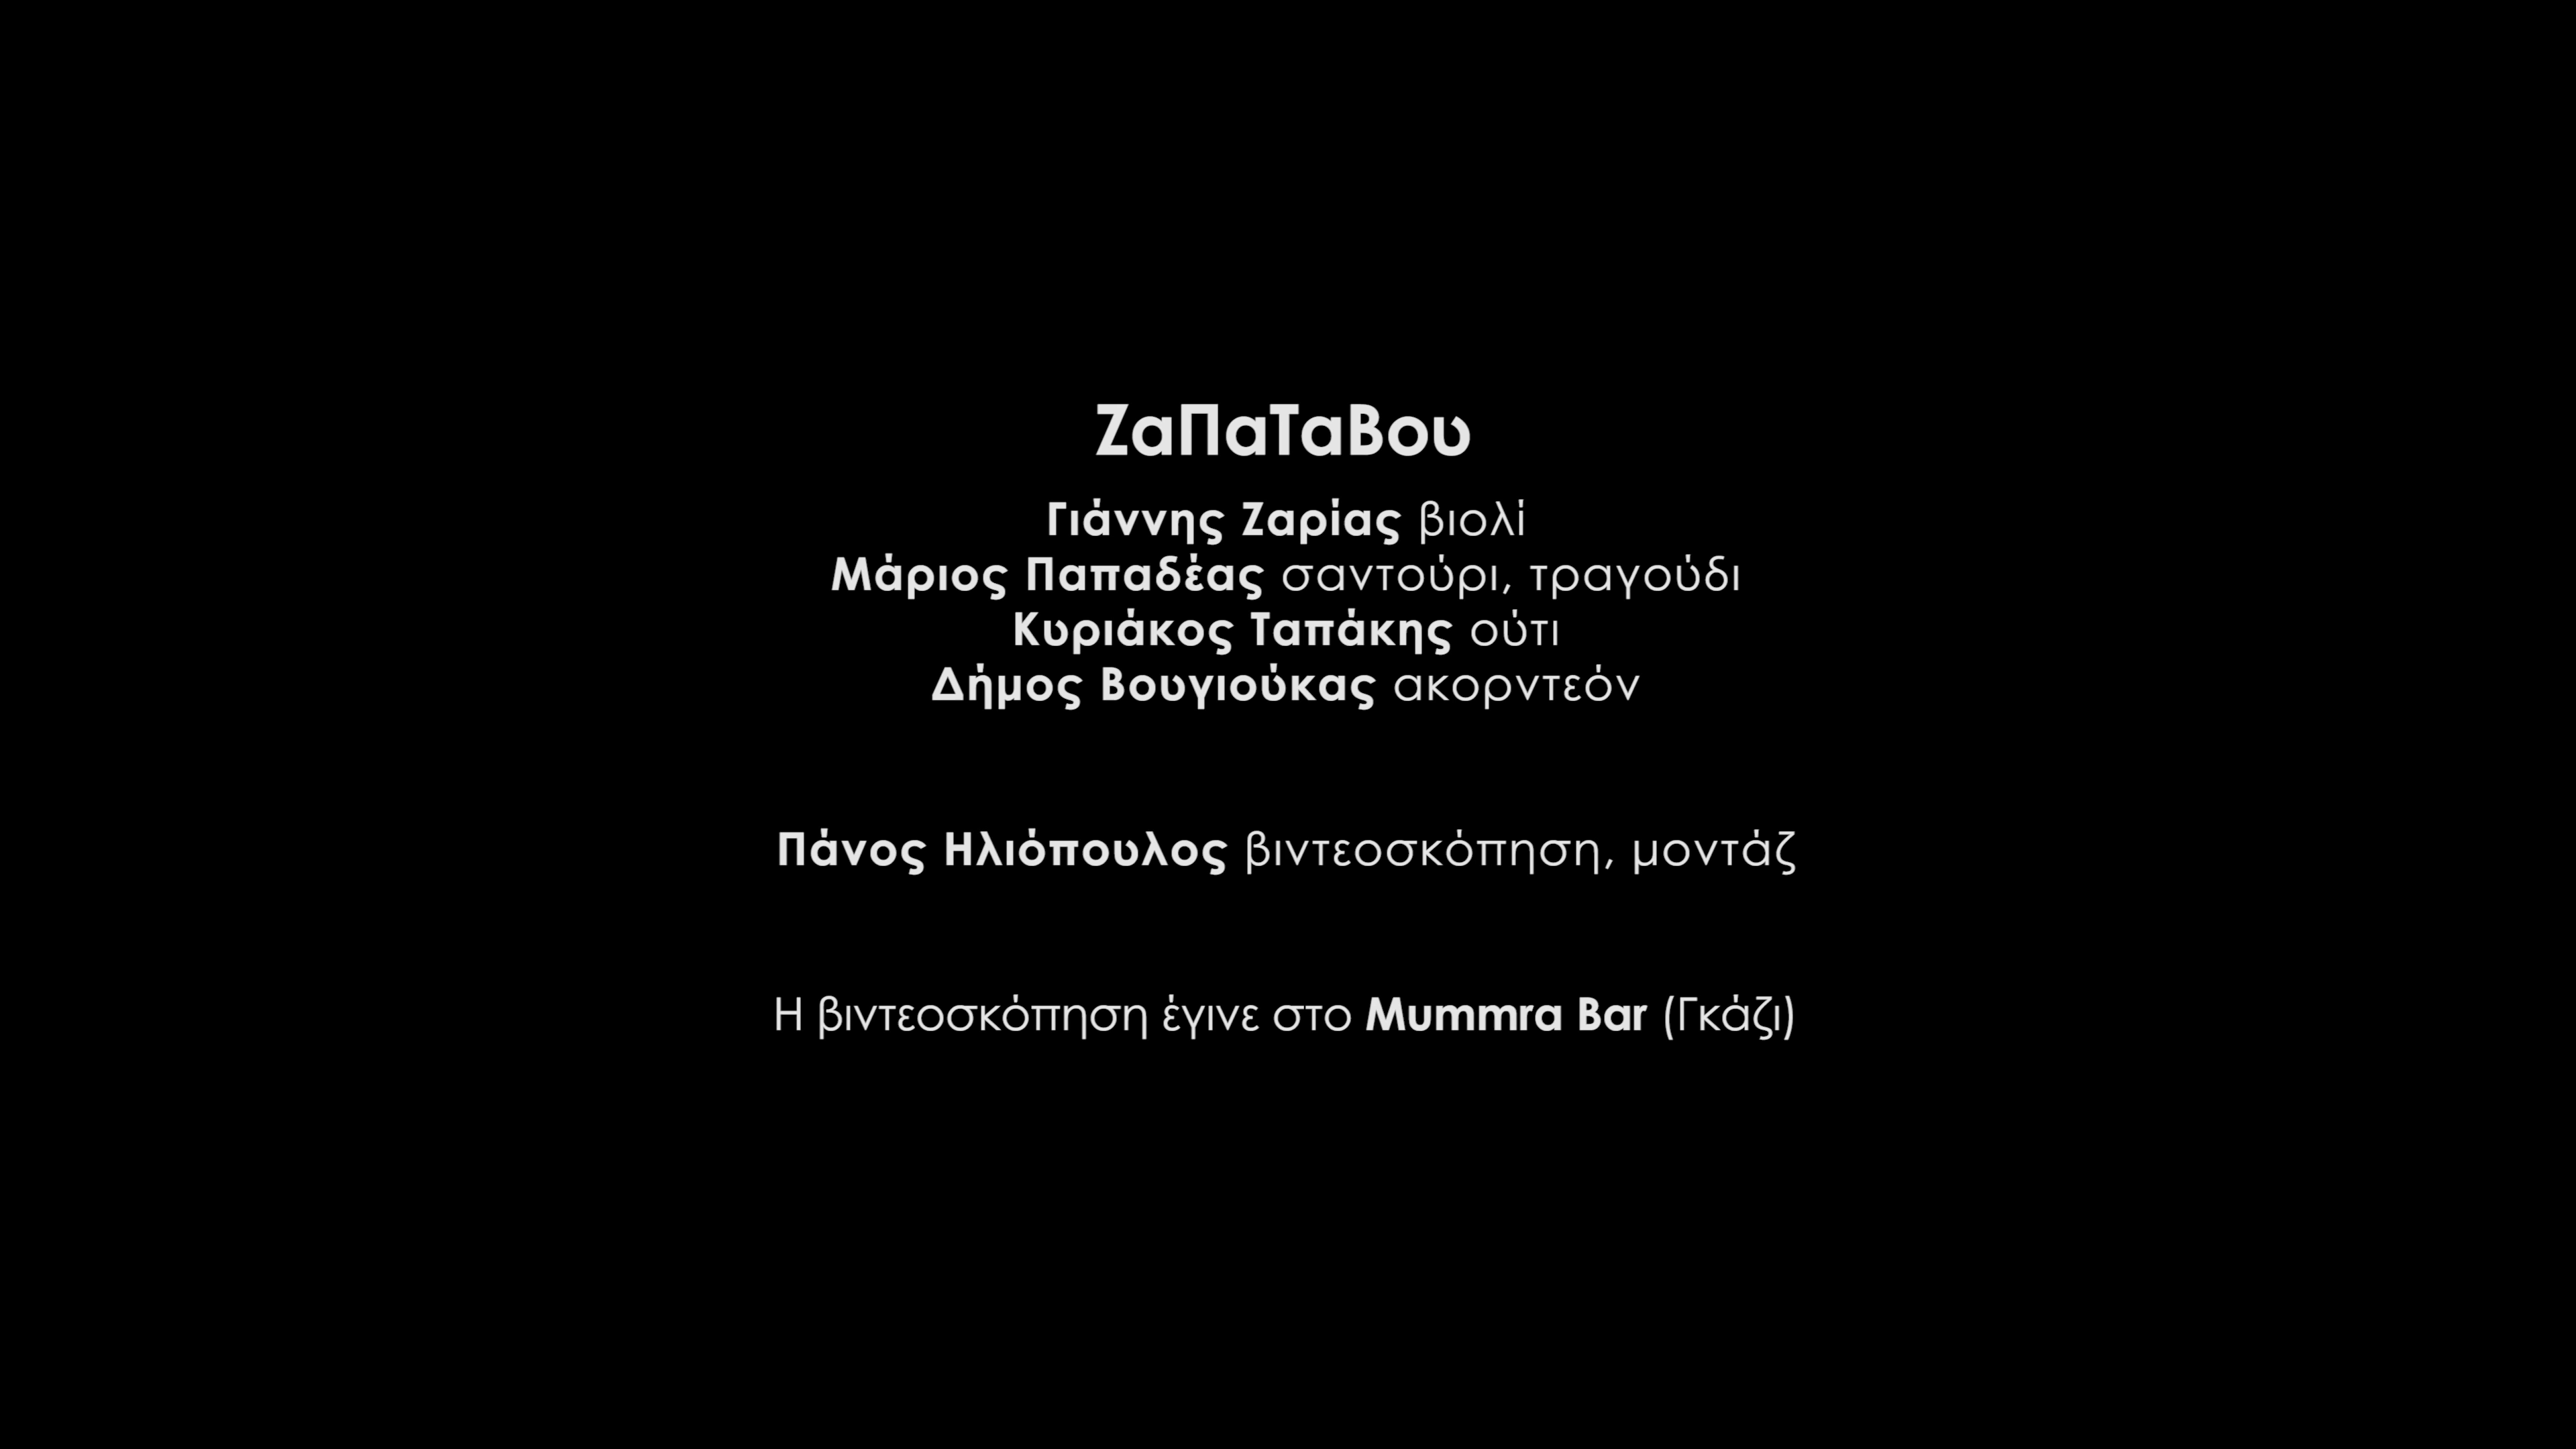 ΖαΠαΤαΒου
Γιάννης Ζαρίας βιολί
Μάριος Παπαδέας σαντούρι, τραγούδι
Κυριάκος Ταπάκης ούτι
Δήμος Βουγιούκας ακορντεόν
Πάνος Ηλιόπουλος βιντεοσκόπηση, μοντάζ
Η βιντεοσκόπηση έγινε στο Mummra Bar (Γκάζι)